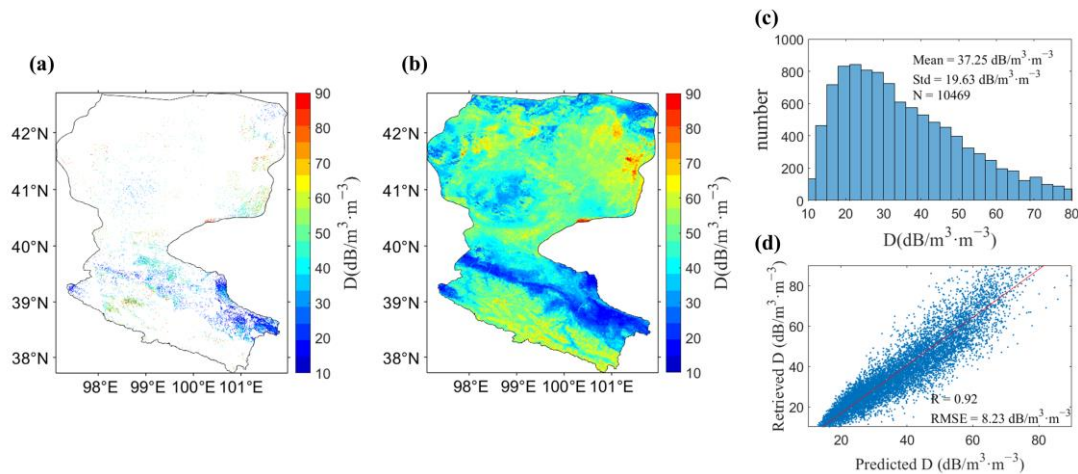 (a)
42°N
41°N
40°N
39°N
38°N
98°E
99°E
100°E
101°E
90
80
70
60
50
40
30
20
10
D(dB/m³·m⁻³)
(b)
42°N
41°N
40°N
39°N
38°N
98°E
99°E
100°E
101°E
90
80
70
60
50
40
30
20
10
D(dB/m³·m⁻³)
(c)
1000
800
600
400
200
0
number
Mean = 37.25 dB/m³·m⁻³
Std = 19.63 dB/m³·m⁻³
N = 10469
10 20 30 40 50 60 70 80
D(dB/m³·m⁻³)
(d)
80
60
40
20
Retrieved D (dB/m³·m⁻³)
R = 0.92
RMSE = 8.23 dB/m³·m⁻³
20 40 60 80
Predicted D (dB/m³·m⁻³)